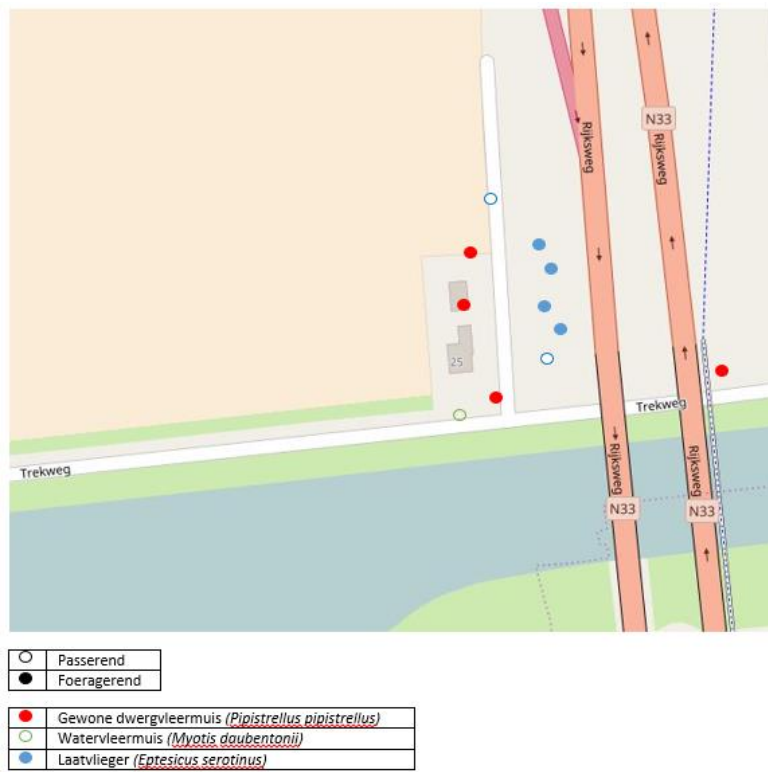 N33
Rijksweg
Rijksweg
25
Trekweg
Trekweg
Rijksweg
Rijksweg
N33
N33
Passerend
Foeragerend
Gewone dwergvleermuis (Pipistrellus pipistrellus)
Watervleermuis (Myotis daubentonii)
Laatvlieger (Eptesicus serotinus)